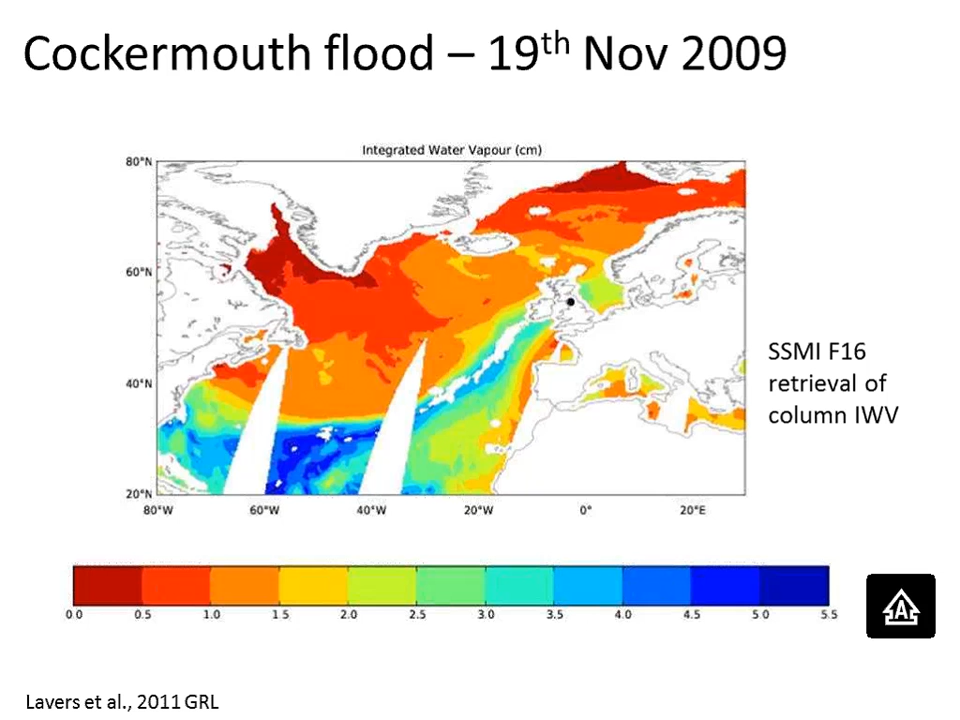 Cockermouth flood – 19th Nov 2009
Integrated Water Vapour (cm)
80°N
60°N
40°N
20°N
80°W 60°W 40°W 20°W 0° 20°E
SSMI F16
retrieval of
column IWV
0.0 0.5 1.0 1.5 2.0 2.5 3.0 3.5 4.0 4.5 5.0 5.5
A
Lavers et al., 2011 GRL